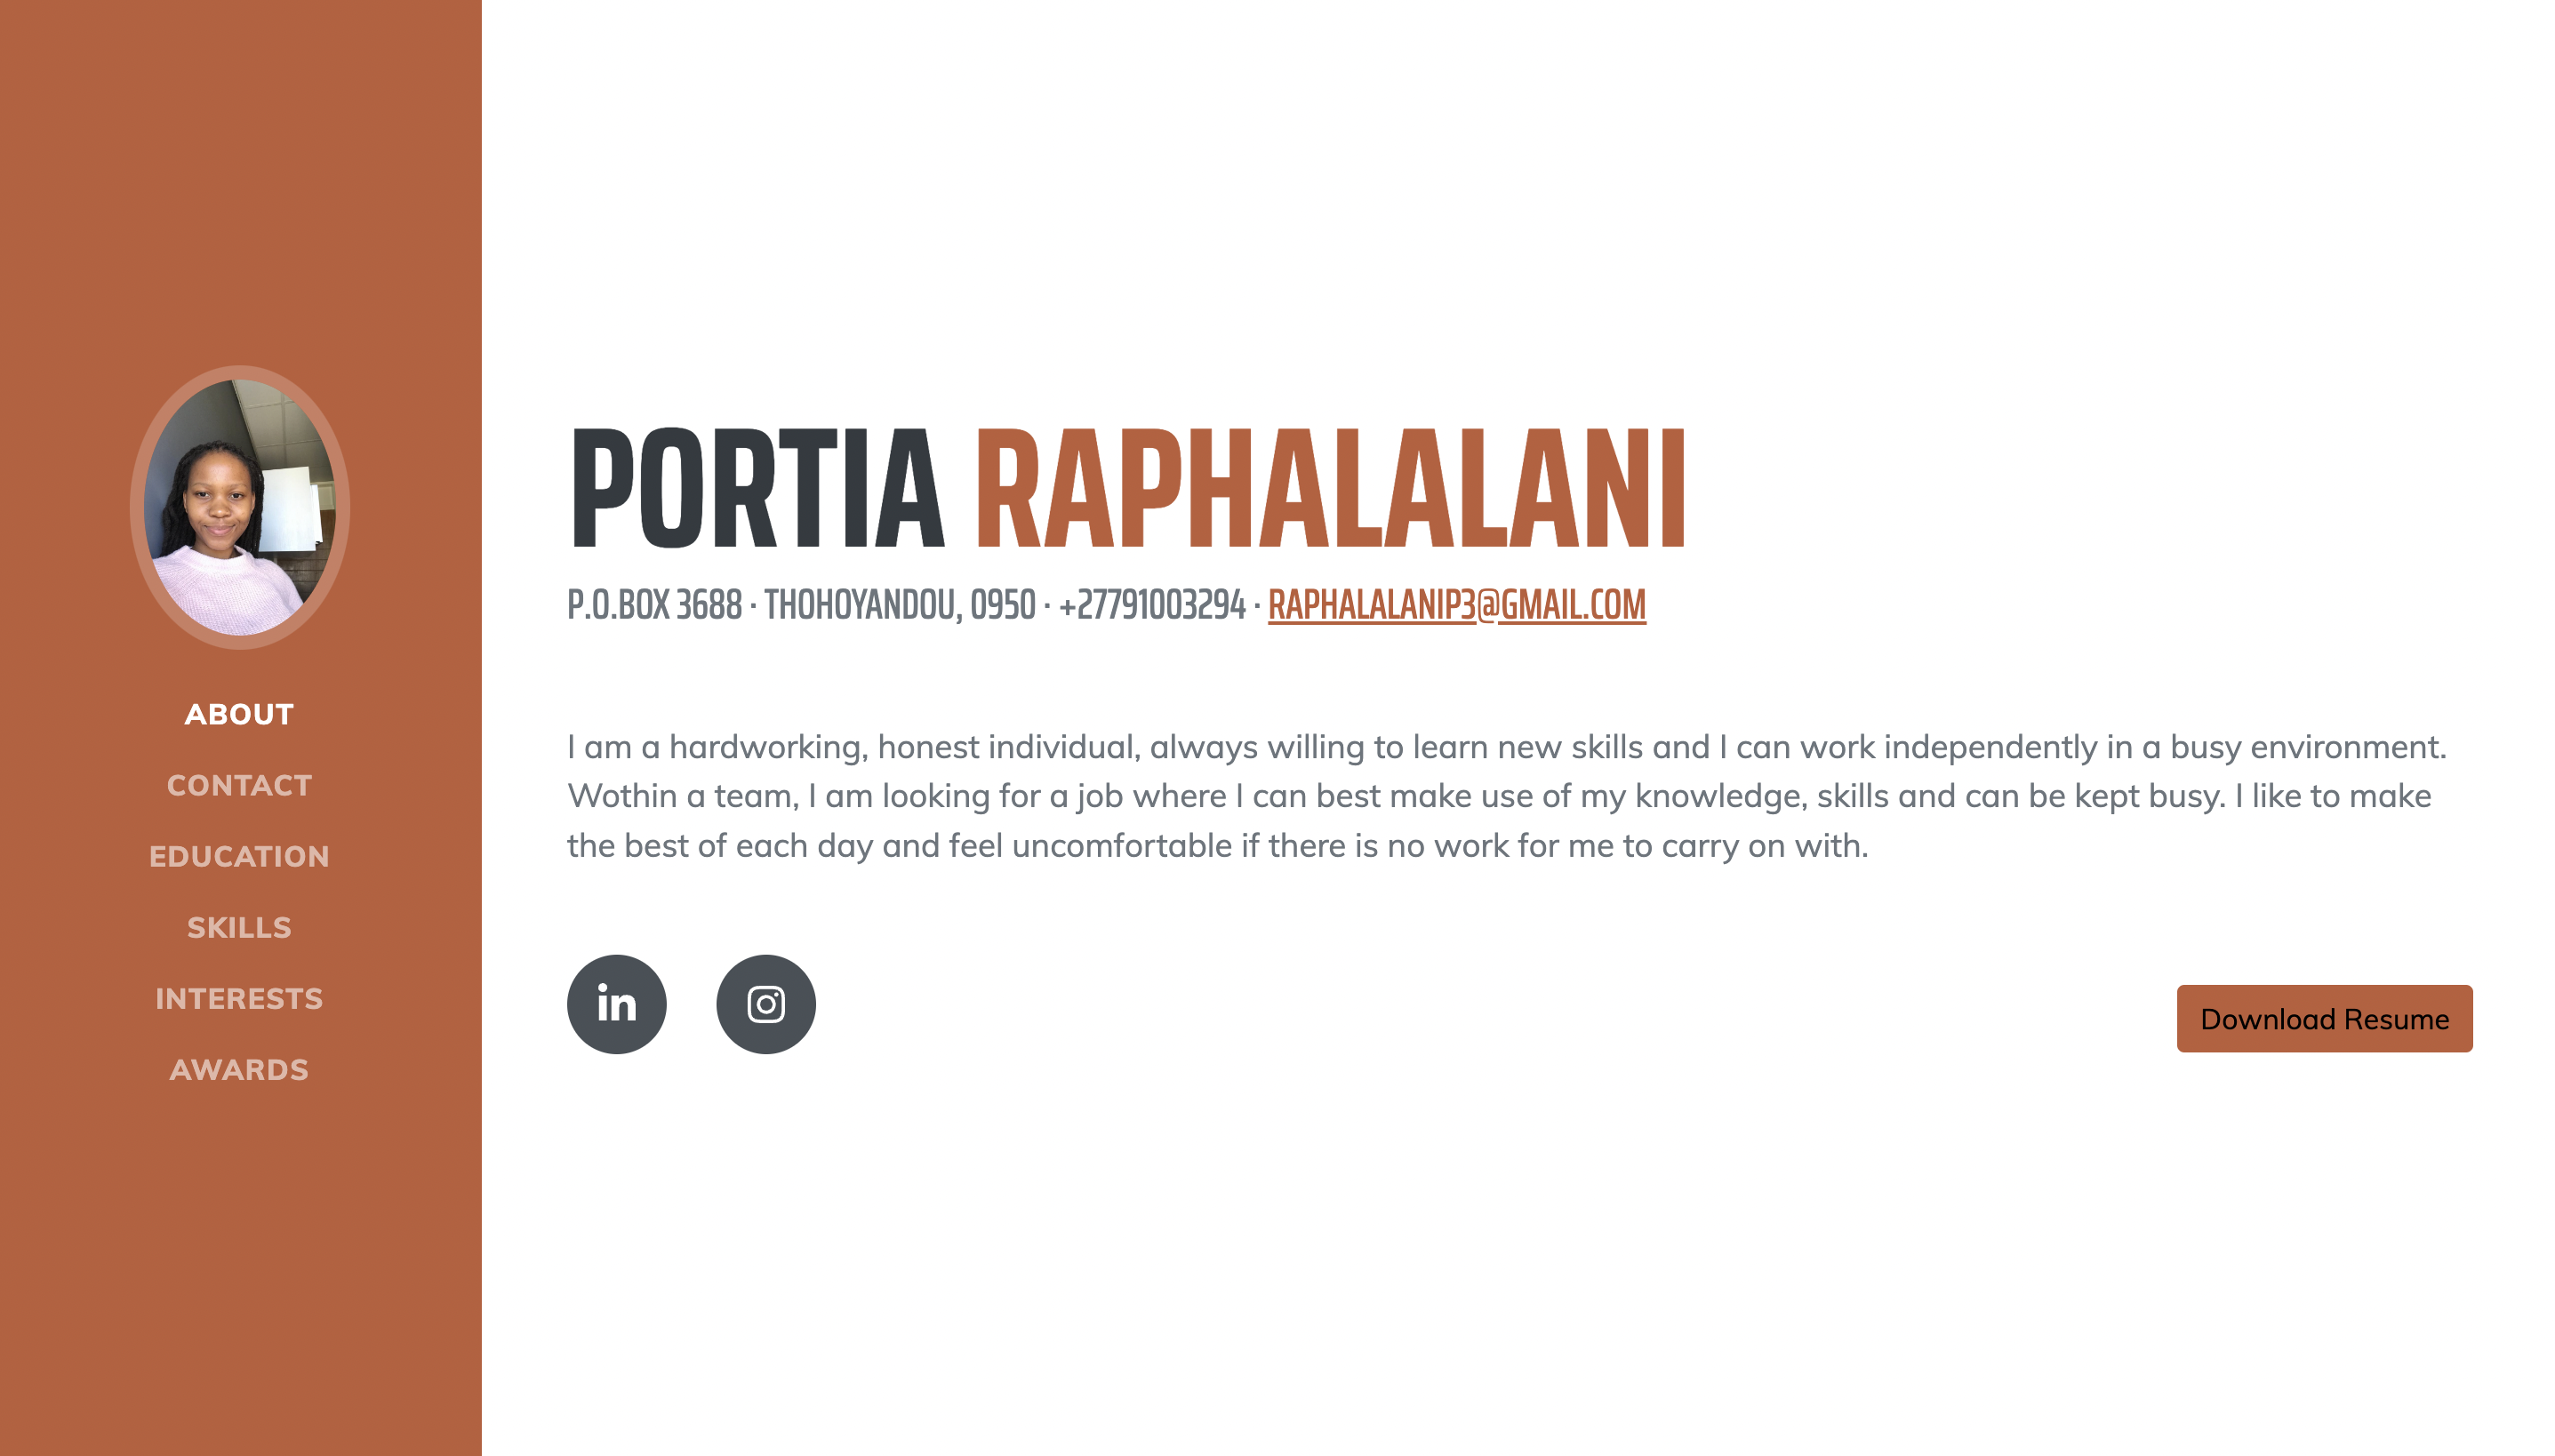 ABOUT
CONTACT
EDUCATION
SKILLS
INTERESTS
AWARDS
PORTIA RAPHALALANI
P.O.BOX 3688 · THOHOYANDOU, 0950 · +27791003294 · RAPHALALANIP3@GMAIL.COM
I am a hardworking, honest individual, always willing to learn new skills and I can work independently in a busy environment.
Wothin a team, I am looking for a job where I can best make use of my knowledge, skills and can be kept busy. I like to make
the best of each day and feel uncomfortable if there is no work for me to carry on with.
in
Download Resume